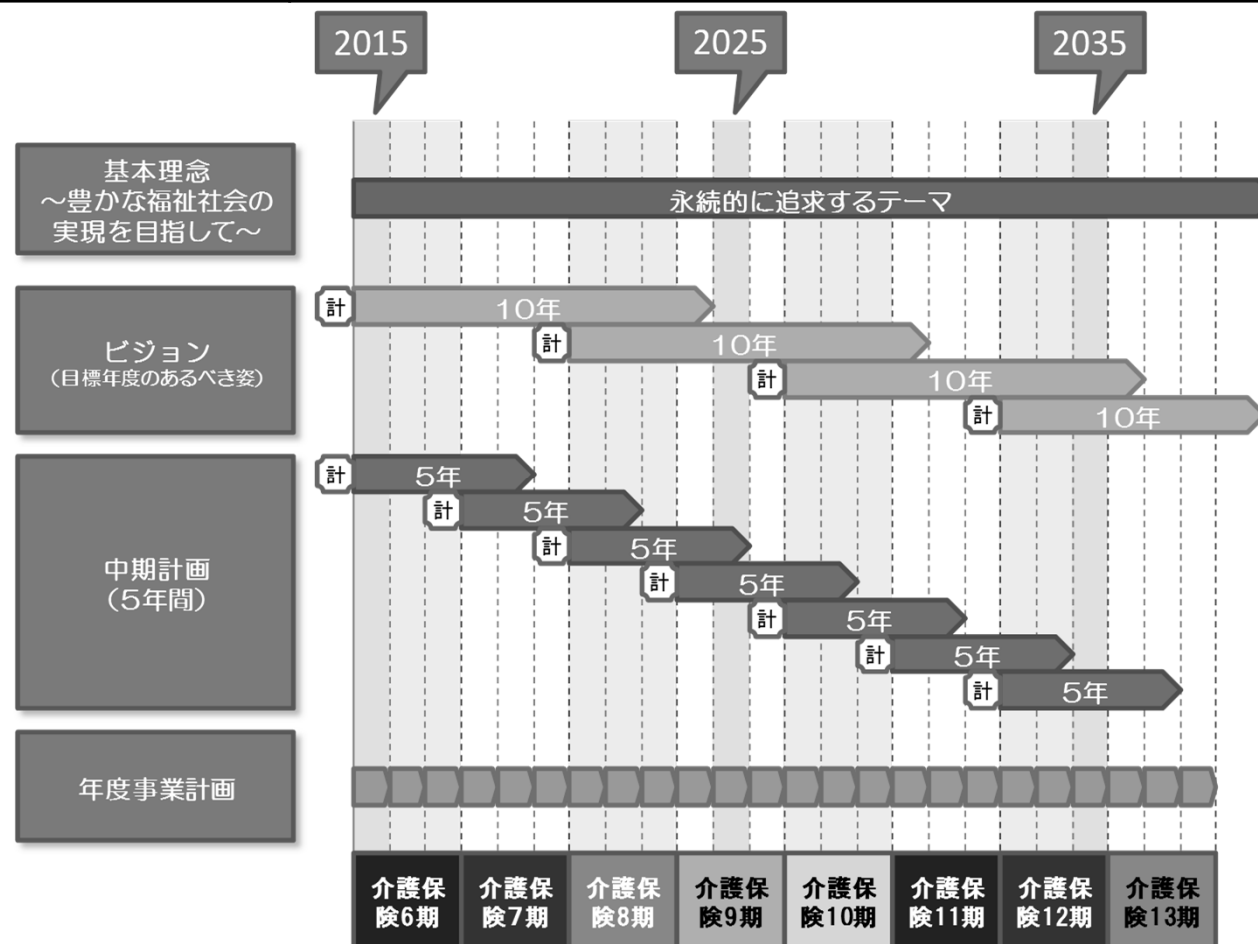 2015
2025
2035
基本理念
～豊かな福祉社会の
実現を目指して～
永続的に追求するテーマ
ビジョン
（目標年度のあるべき姿）
計
10年
計
10年
計
10年
計
10年
中期計画
（5年間）
計
5年
計
5年
計
5年
計
5年
計
5年
計
5年
計
5年
年度事業計画
介護保
険6期
介護保
険7期
介護保
険8期
介護保
険9期
介護保
険10期
介護保
険11期
介護保
険12期
介護保
険13期